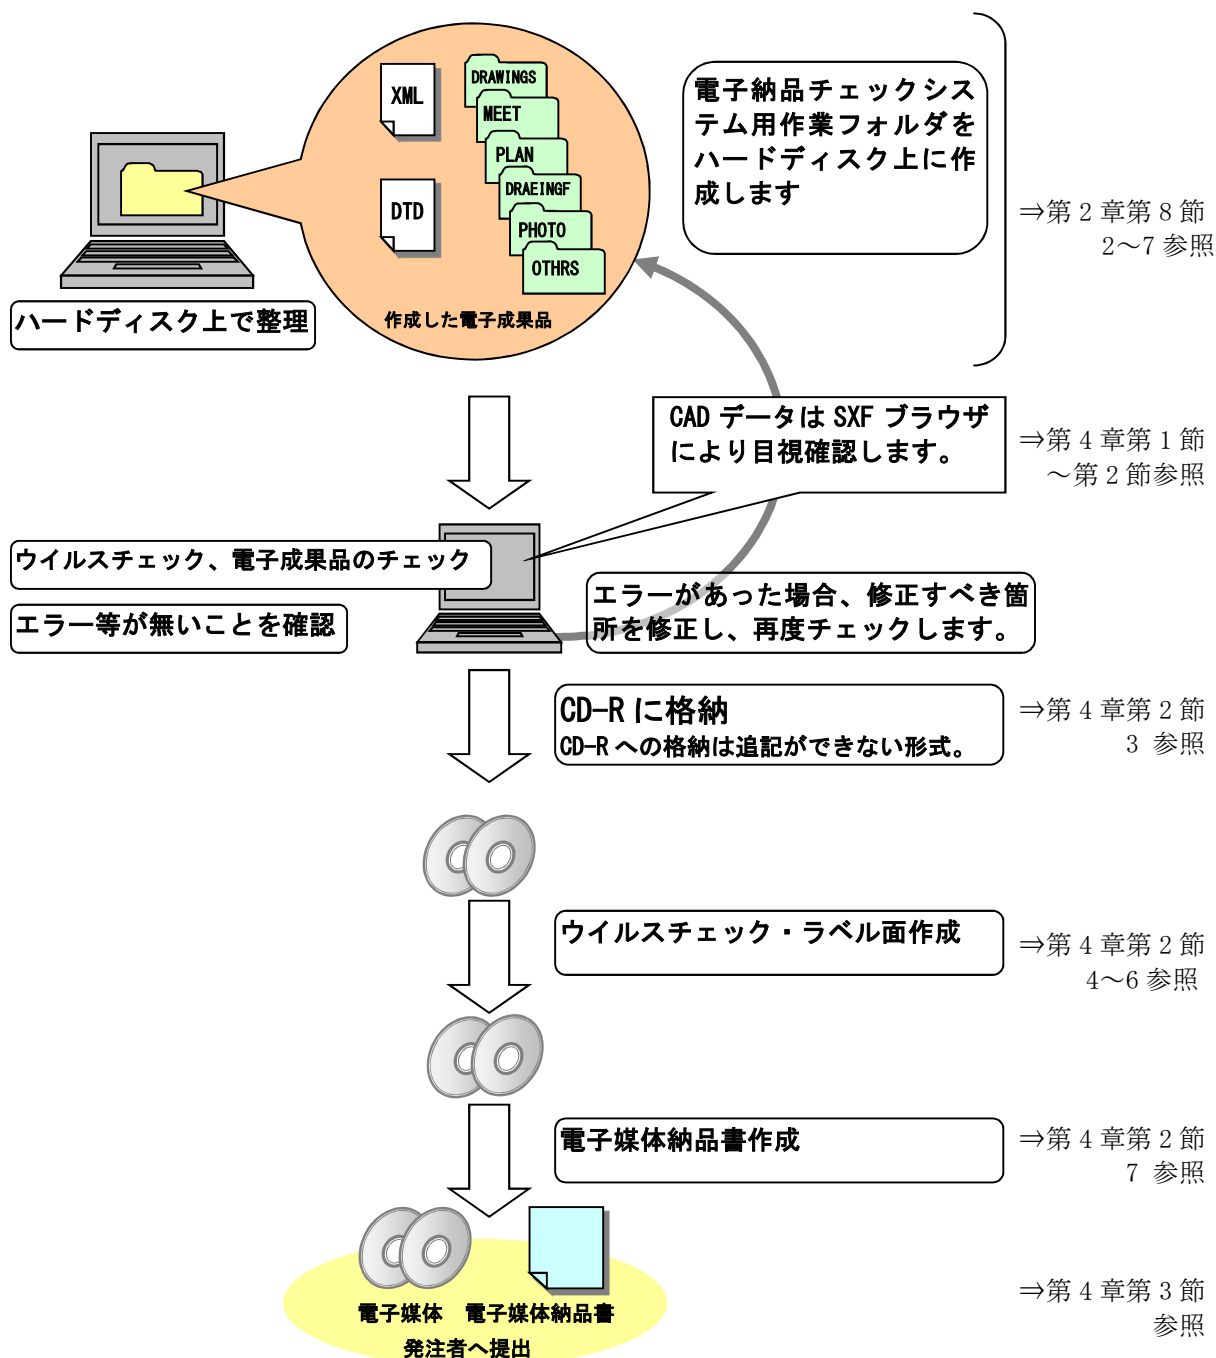 XML
DTD
DRAWINGS
MEET
PLAN
DRAEINGF
PHOTO
OTHRS
作成した電子成果品
ハードディスク上で整理
電子納品チェックシス
テム用作業フォルダを
ハードディスク上に作
成します
⇒第 2 章第 8 節
2～7 参照
CAD データは SXF ブラウザ
により目視確認します。
⇒第 4 章第 1 節
～第 2 節参照
ウイルスチェック、電子成果品のチェック
エラー等が無いことを確認
エラーがあった場合、修正すべき箇
所を修正し、再度チェックします。
CD-R に格納
CD-R への格納は追記ができない形式。
⇒第 4 章第 2 節
3 参照
ウイルスチェック・ラベル面作成
⇒第 4 章第 2 節
4～6 参照
電子媒体納品書作成
⇒第 4 章第 2 節
7 参照
電子媒体 電子媒体納品書
発注者へ提出
⇒第 4 章第 3 節
参照